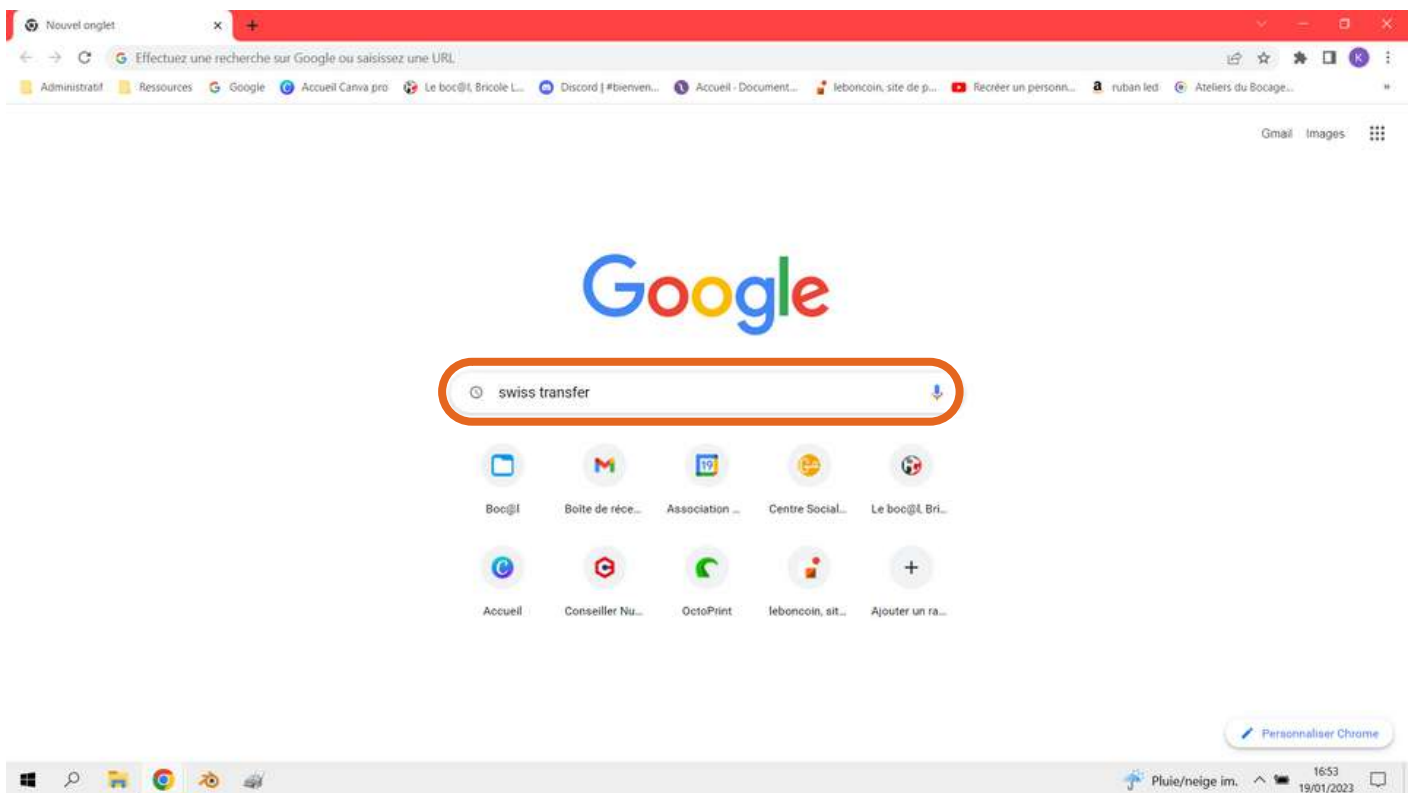 Nouvel onglet
Effectuez une recherche sur Google ou saisissez une URL
K
Administratif Ressources Google Accueil Canva pro Le boc@l, Bricole L... Discord | #bienven... Accueil - Document... leboncoin, site de p... Recréer un personn... ruban led Ateliers du Bocage...
Gmail Images
Google
swiss transfer
Boc@l Boîte de réce... Association ... Centre Social... Le boc@l, Bri...
Accueil Conseiller Nu... OctoPrint leboncoin, sit... Ajouter un ra...
Personnaliser Chrome
Pluie/neige im. 16:53
19/01/2023